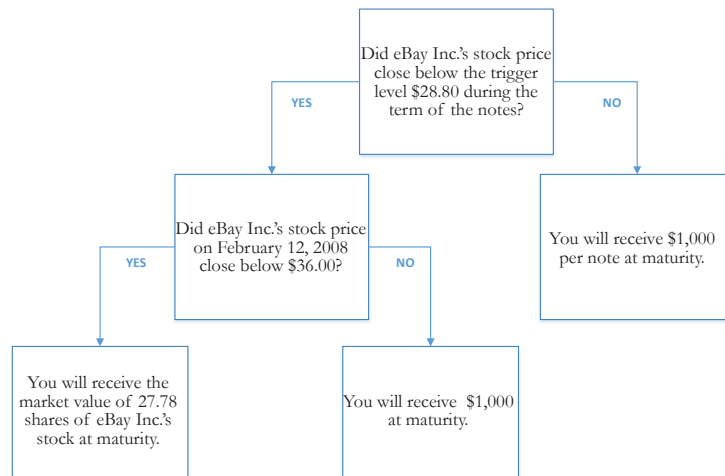 Did eBay Inc.'s stock price
close below the trigger
level $28.80 during the
term of the notes?
YES
NO
Did eBay Inc.'s stock price
on February 12, 2008
close below $36.00?
You will receive $1,000
per note at maturity.
YES
NO
You will receive the
market value of 27.78
shares of eBay Inc.'s
stock at maturity.
You will receive $1,000
at maturity.